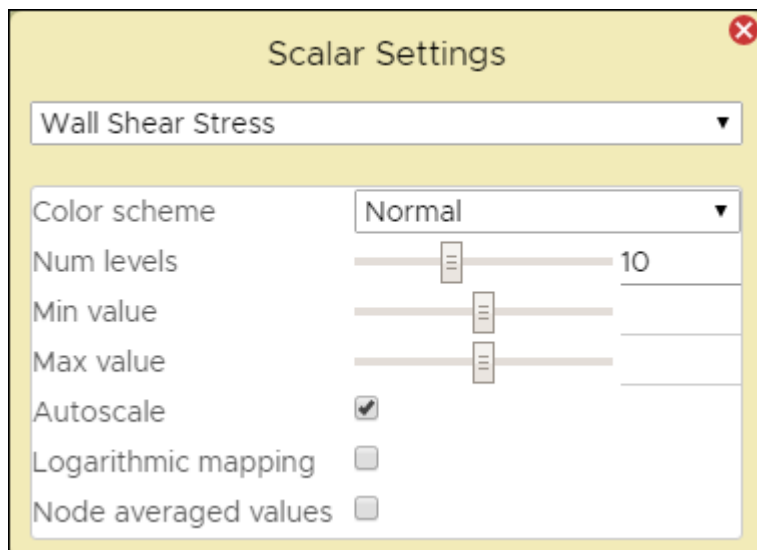 Scalar Settings
Wall Shear Stress
Color scheme Normal
Num levels 10
Min value
Max value
Autoscale
Logarithmic mapping
Node averaged values